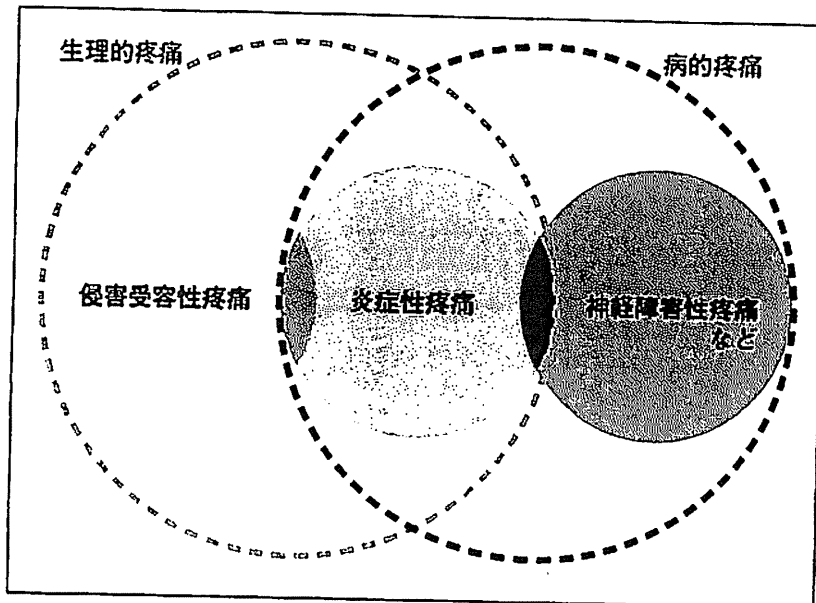 生理的疼痛
病的疼痛
侵害受容性疼痛
炎症性疼痛
神経障害性疼痛
など